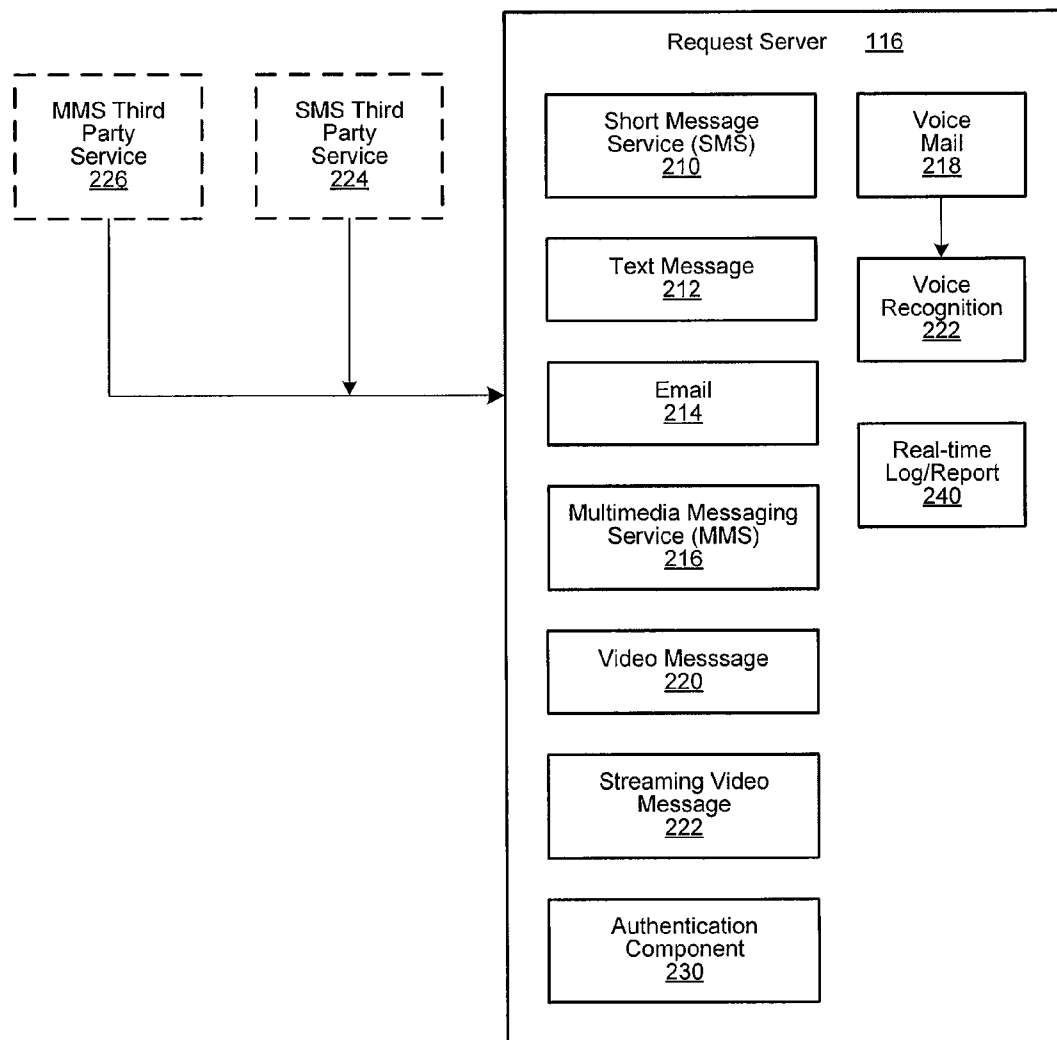 Request Server 116
MMS Third
Party
Service
226
SMS Third
Party
Service
224
Short Message
Service (SMS)
210
Voice
Mail
218
Text Message
212
Voice
Recognition
222
Email
214
Real-time
Log/Report
240
Multimedia Messaging
Service (MMS)
216
Video Messsage
220
Streaming Video
Message
222
Authentication
Component
230